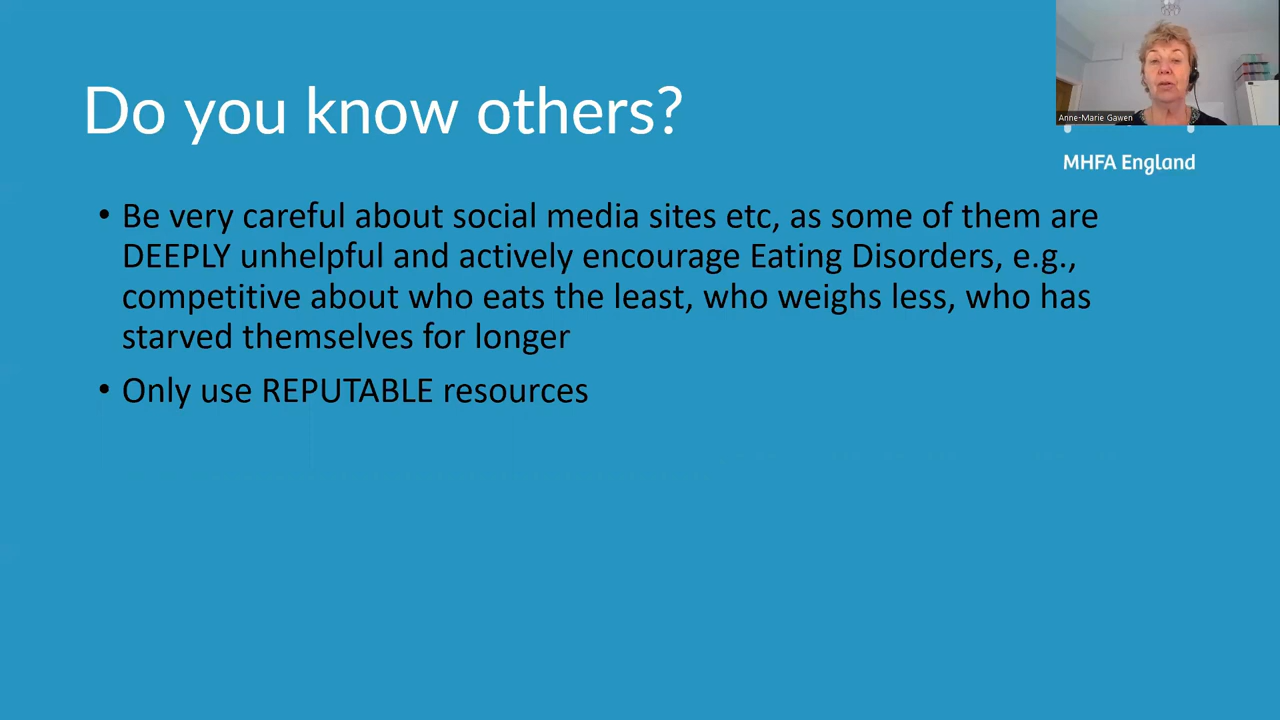 Do you know others?
Anne-Marie Gawen
MHFA England
• Be very careful about social media sites etc, as some of them are
DEEPLY unhelpful and actively encourage Eating Disorders, e.g.,
competitive about who eats the least, who weighs less, who has
starved themselves for longer
• Only use REPUTABLE resources